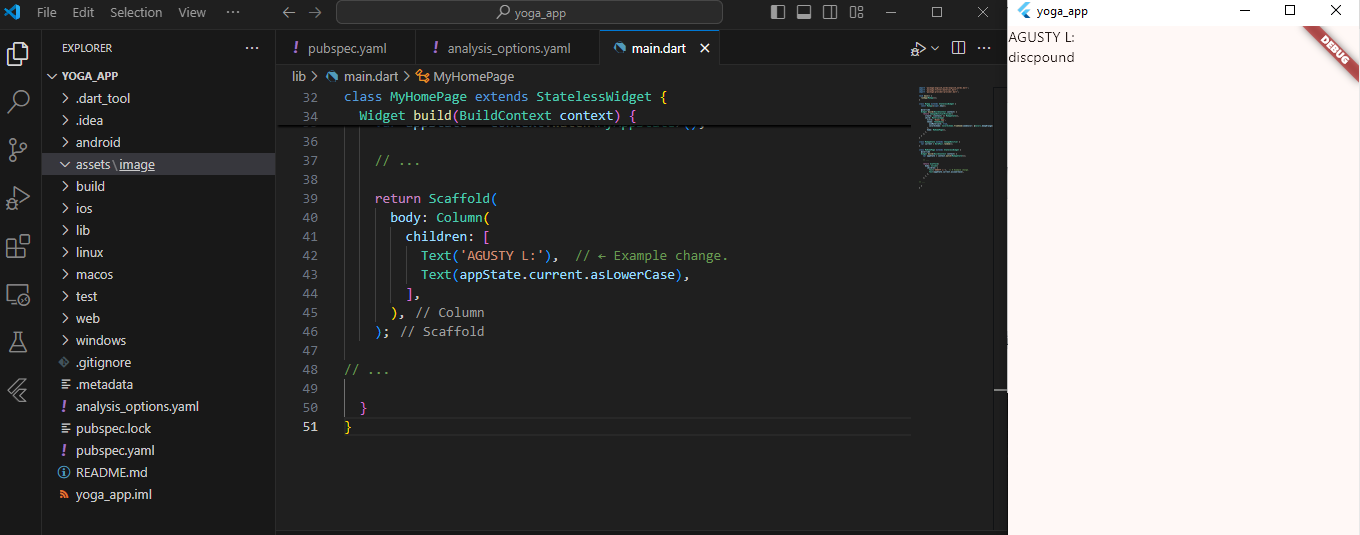 File Edit Selection View ··· yoga_app
yoga_app
EXPLORER ···
pubspec.yaml analysis_options.yaml main.dart
AGUSTY L:
discpound
DEBUG
YOGA_APP
lib > main.dart > MyHomePage
.dart_tool
.idea
android
assets\image
build
ios
lib
linux
macos
test
web
windows
.gitignore
.metadata
analysis_options.yaml
pubspec.lock
pubspec.yaml
README.md
yoga_app.iml
32 class MyHomePage extends StatelessWidget {
34 Widget build(BuildContext context) {
36
37 // ...
38
39 return Scaffold(
40 body: Column(
41 children: [
42 Text('AGUSTY L:'), // ← Example change.
43 Text(appState.current.asLowerCase),
44 ],
45 ), // Column
46 ); // Scaffold
47
48 // ...
49
50 }
51 }